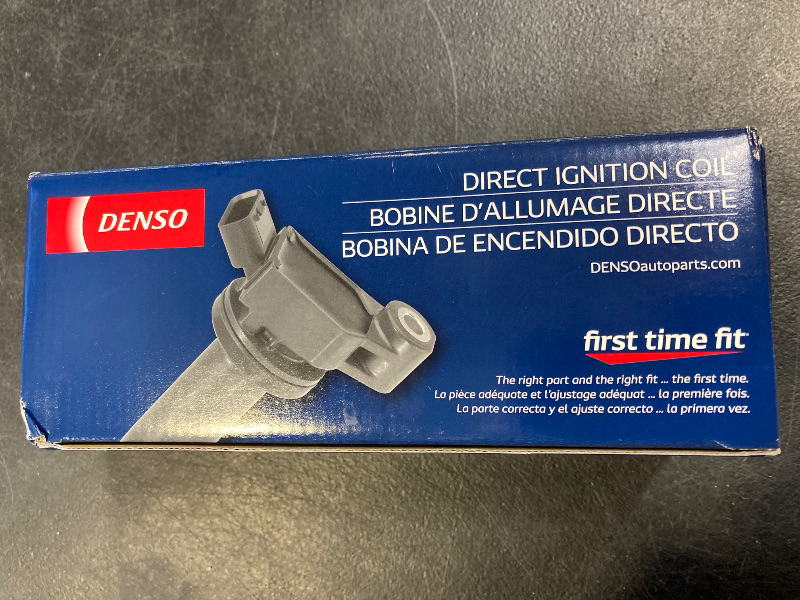 DENSO
DIRECT IGNITION COIL
BOBINE D'ALLUMAGE DIRECTE
BOBINA DE ENCENDIDO DIRECTO
DENSOautoparts.com
first time fit
The right part and the right fit ... the first time.
La pièce adéquate et l'ajustage adéquat ... la première fois.
La parte correcta y el ajuste correcto ... la primera vez.